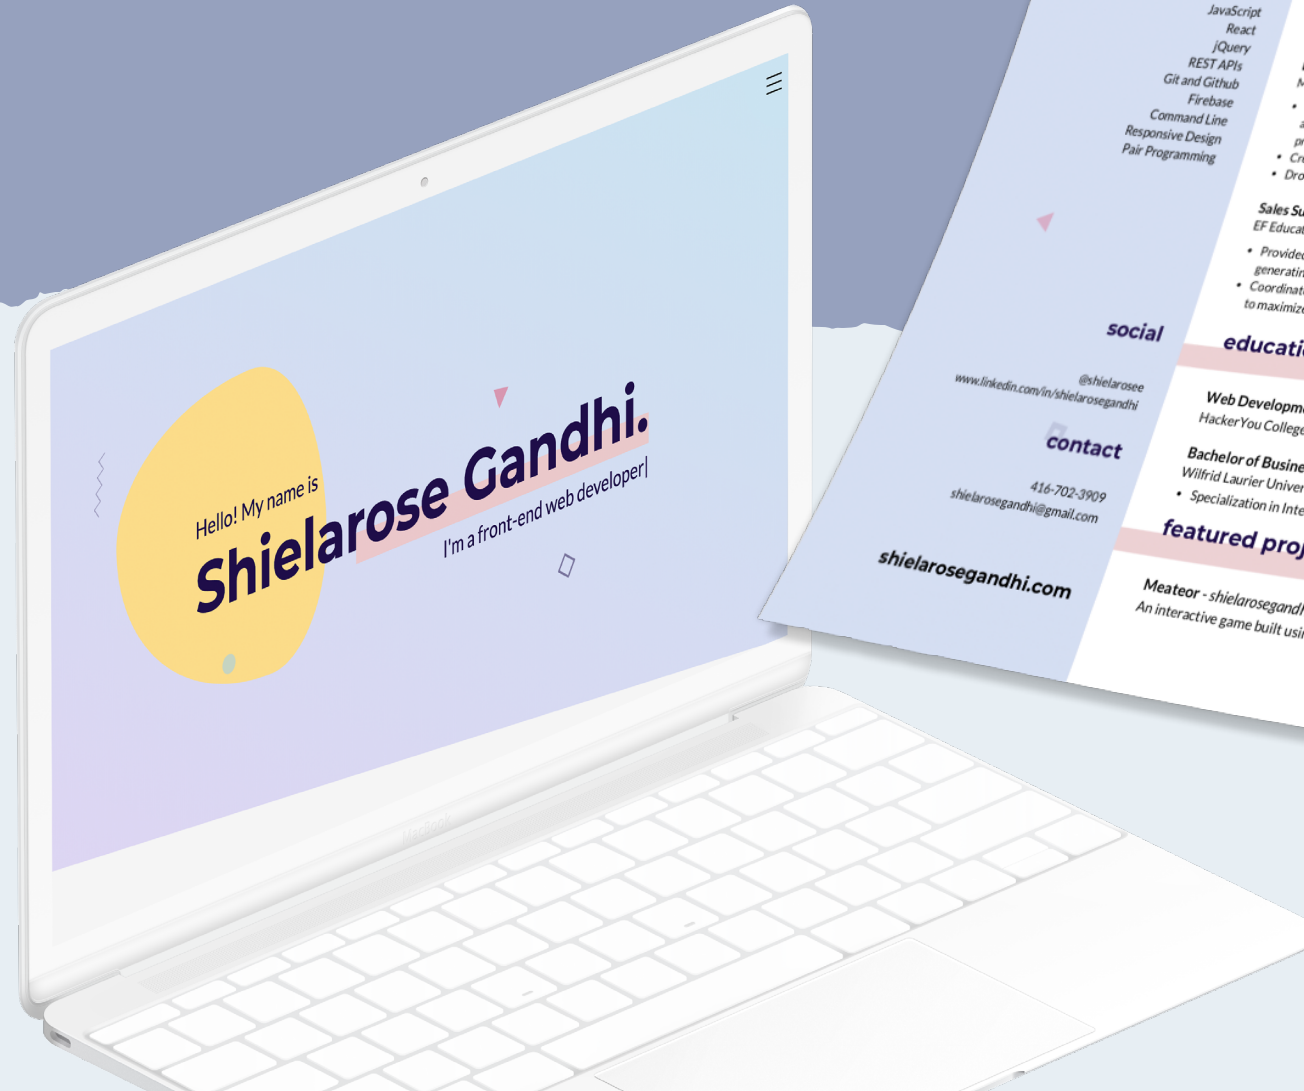 Hello! My name is
Shielarose Gandhi.
I'm a front-end web developer|
MacBook
JavaScript
React
jQuery
REST APIs
Git and Github
Firebase
Command Line
Responsive Design
Pair Programming
social
@shielarosee
www.linkedin.com/in/shielarosegandhi
contact
416-702-3909
shielarosegandhi@gmail.com
shielarosegandhi.com
Sales Su
EF Educat
• Provided
generatin
• Coordinat
to maximize
educati
Web Developm
HackerYou College
Bachelor of Busine
Wilfrid Laurier Univer
• Specialization in Inte
featured proj
Meateor - shielarosegandh
An interactive game built usin